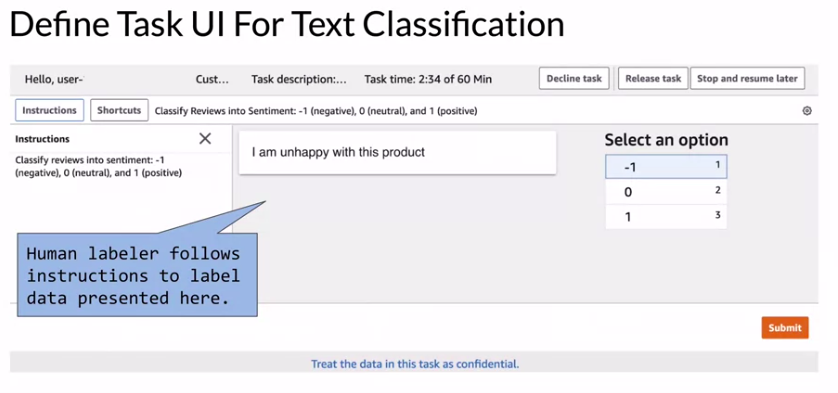 Define Task UI For Text Classification
Hello, user-
Cust...
Task description:...
Task time: 2:34 of 60 Min
Decline task
Release task
Stop and resume later
Instructions
Shortcuts
Classify Reviews into Sentiment: -1 (negative), 0 (neutral), and 1 (positive)
Instructions
Classify reviews into sentiment: -1
(negative), 0 (neutral), and 1 (positive)
I am unhappy with this product
Select an option
-1 1
0 2
1 3
Human labeler follows
instructions to label
data presented here.
Submit
Treat the data in this task as confidential.